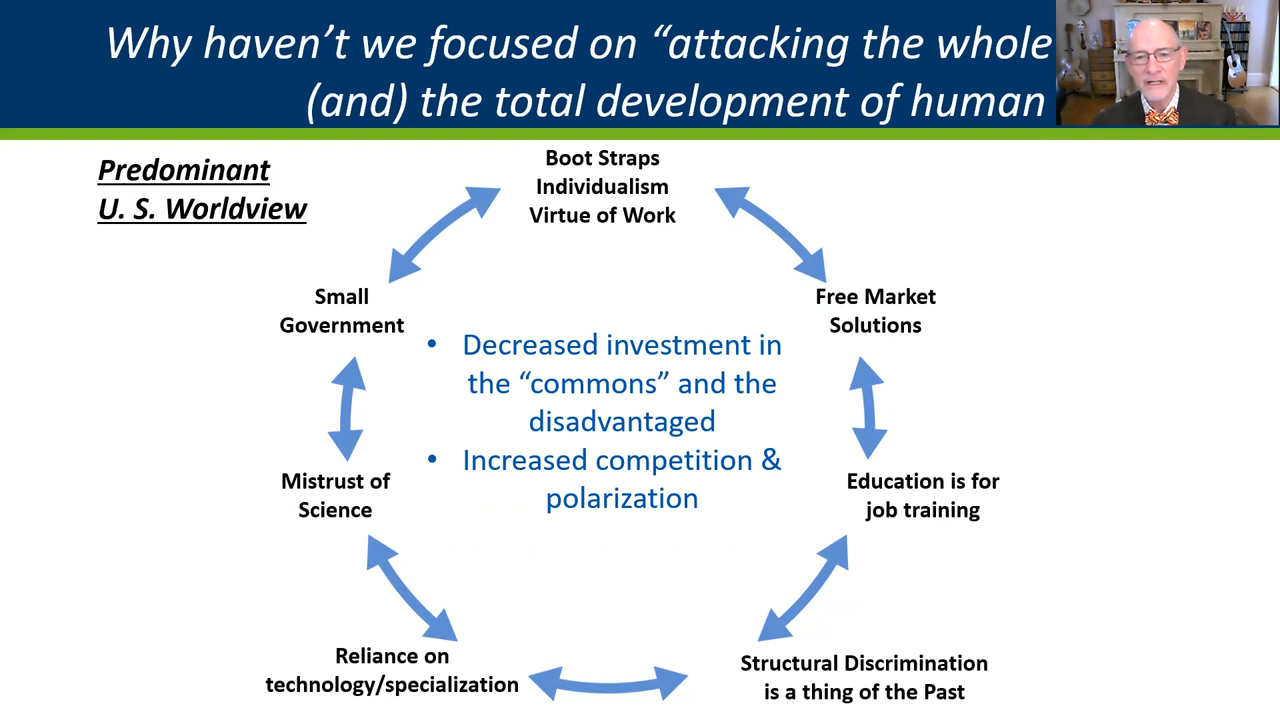 Why haven’t we focused on “attacking the whole
(and) the total development of human
Predominant
U. S. Worldview
Boot Straps
Individualism
Virtue of Work
Free Market
Solutions
Education is for
job training
Structural Discrimination
is a thing of the Past
Reliance on
technology/specialization
Mistrust of
Science
Small
Government
• Decreased investment in
the “commons” and the
disadvantaged
• Increased competition &
polarization